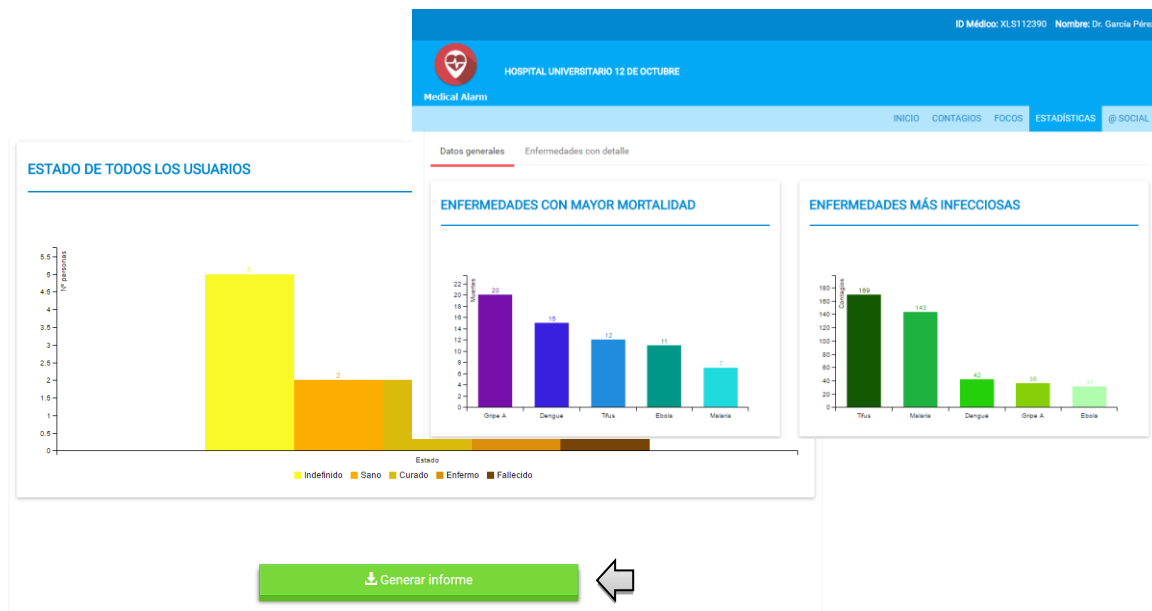 ID Médico: XLS112390 Nombre: Dr. García Pére
HOSPITAL UNIVERSITARIO 12 DE OCTUBRE
Medical Alarm
INICIO CONTAGIOS FOCOS ESTADÍSTICAS @ SOCIAL
Datos generales Enfermedades con detalle
ESTADO DE TODOS LOS USUARIOS
Nº personas
5.5
5
4.5
4
3.5
3
2.5
2
1.5
1
0.5
0
5
2
Estado
Indefinido Sano Curado Enfermo Fallecido
ENFERMEDADES CON MAYOR MORTALIDAD
Muertes
22
20
18
16
14
12
10
8
6
4
2
0
20
15
12
11
7
Gripe A Dengue Tifus Ebola Malaria
ENFERMEDADES MÁS INFECCIOSAS
Contagios
180
160
140
120
100
80
60
40
20
0
169
143
42
36
Tifus Malaria Dengue Gripe A Ebola
Generar informe